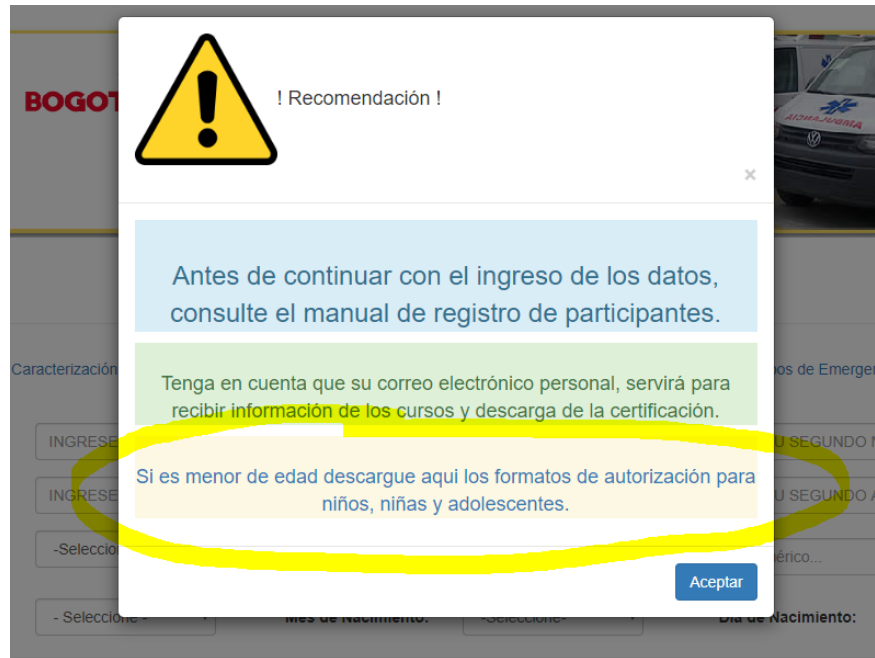 ! Recomendación !
BOGOT
AMBULANCIA
×
Antes de continuar con el ingreso de los datos,
consulte el manual de registro de participantes.
Caracterización
os de Emerger
Tenga en cuenta que su correo electrónico personal, servirá para
recibir información de los cursos y descarga de la certificación.
INGRESE
U SEGUNDO N
Si es menor de edad descargue aqui los formatos de autorización para
niños, niñas y adolescentes.
INGRESE
U SEGUNDO A
-Seleccio
érico...
Aceptar
- Seleccione -
Mes de Nacimiento:
-Seleccione-
Día de Nacimiento: